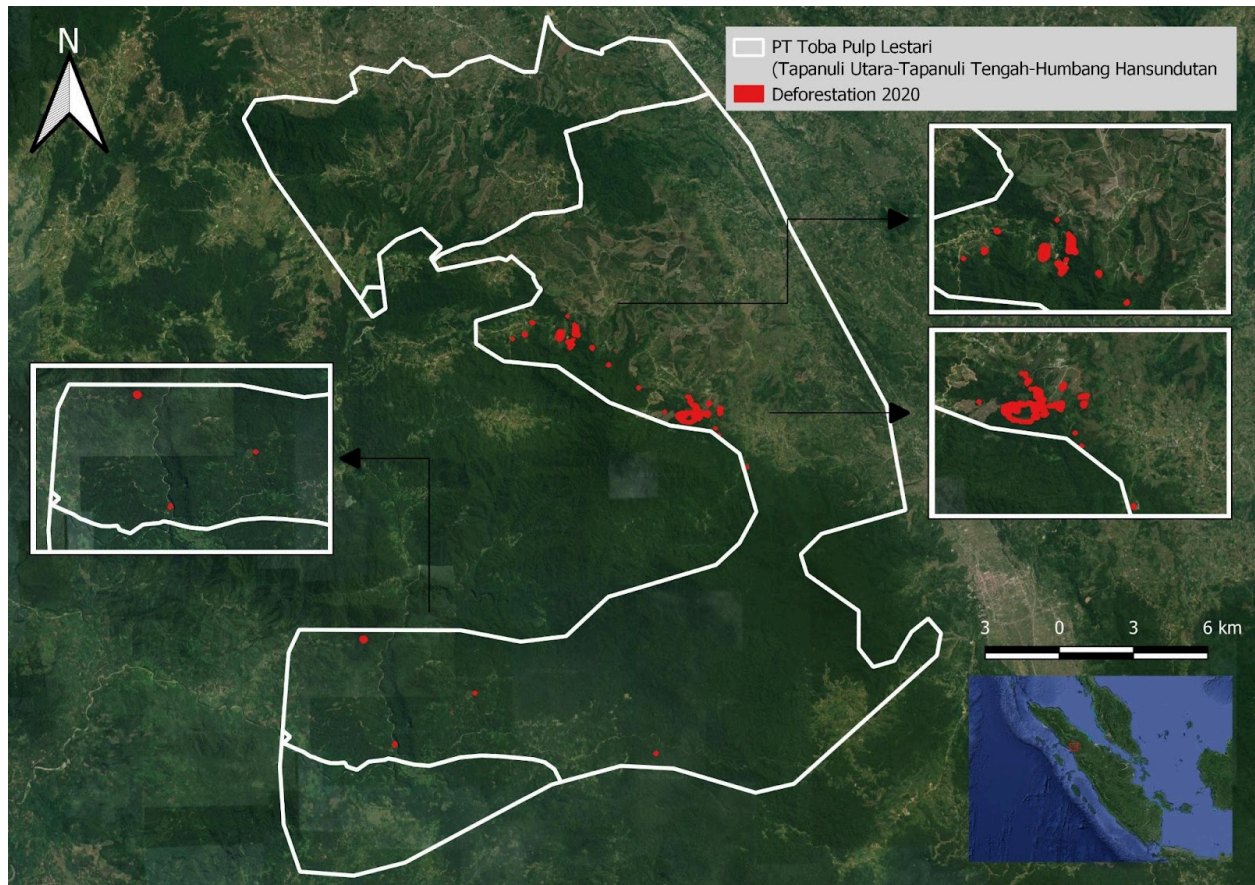 N
PT Toba Pulp Lestari
(Tapanuli Utara-Tapanuli Tengah-Humbang Hansundutan
Deforestation 2020
3 0 3 6 km